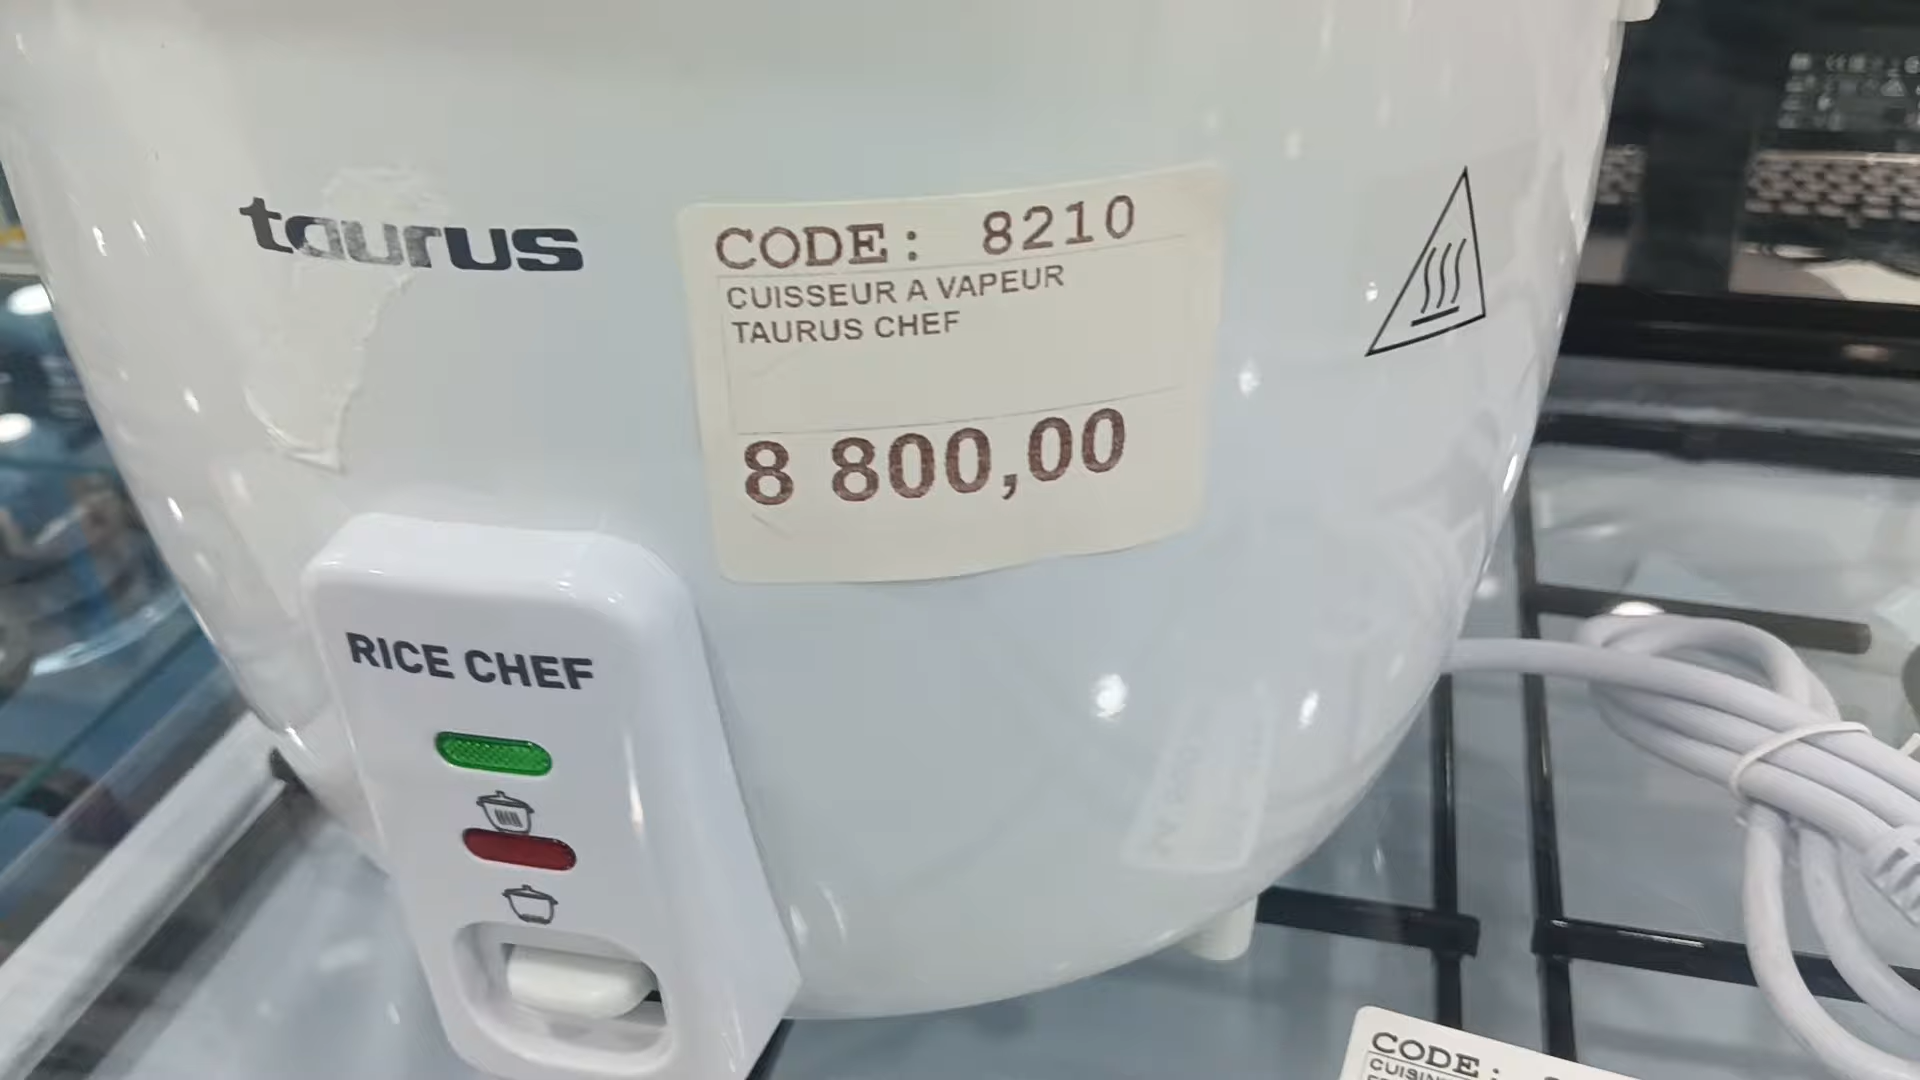 taurus
CODE: 8210
CUISSEUR A VAPEUR
TAURUS CHEF
8 800,00
RICE CHEF
CODE: